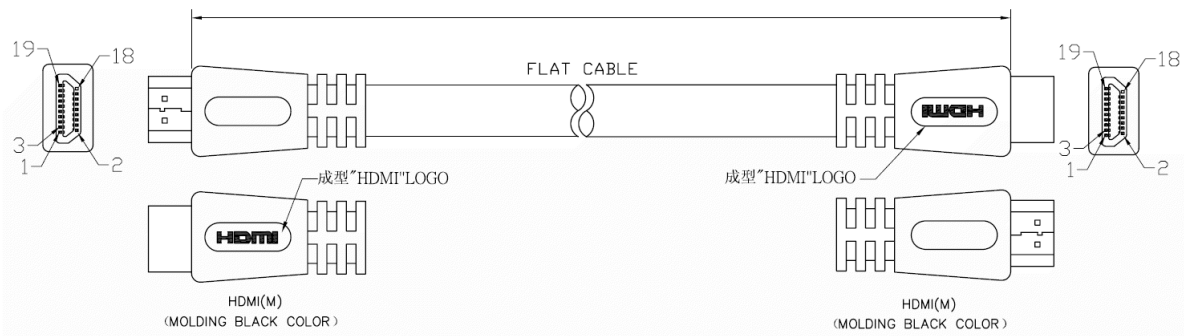 19
18
3
1
2
FLAT CABLE
HDMI
19
18
3
1
2
成型"HDMI"LOGO
成型"HDMI"LOGO
HDMI
HDMI(M)
(MOLDING BLACK COLOR)
HDMI(M)
(MOLDING BLACK COLOR)